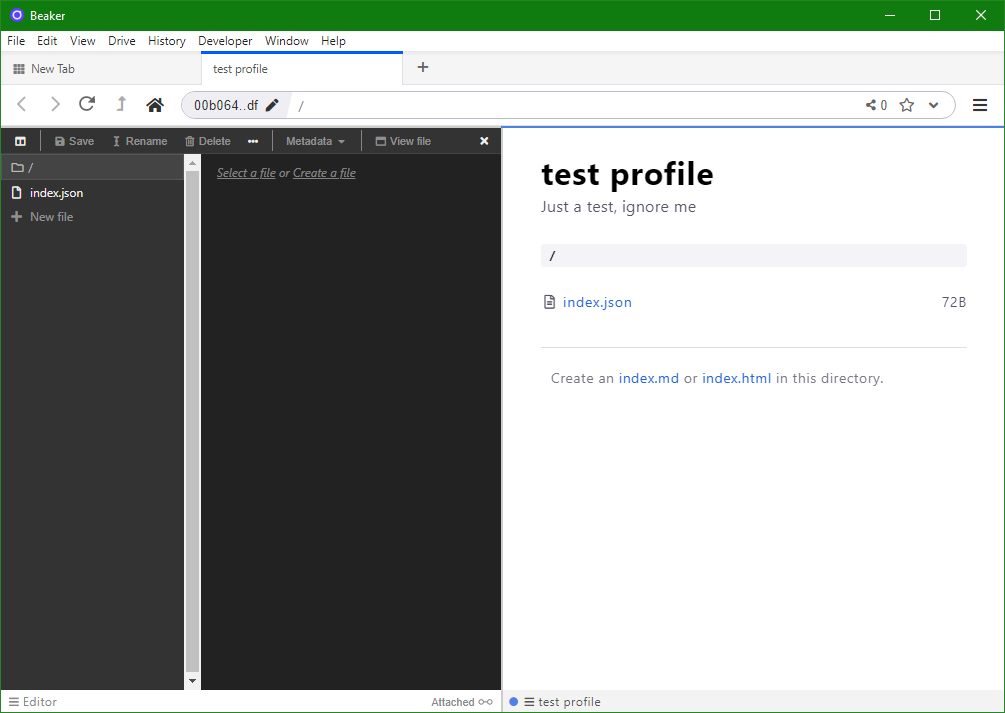 Beaker
File Edit View Drive History Developer Window Help
New Tab
test profile
00b064..df
/
0
Save Rename Delete Metadata View file
/
index.json
New file
Select a file or Create a file
test profile
Just a test, ignore me
/
index.json 72B
Create an index.md or index.html in this directory.
Editor
Attached
test profile